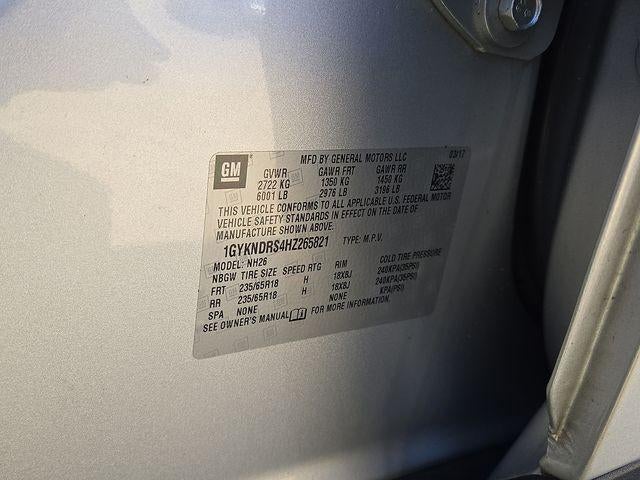 GM
MFD BY GENERAL MOTORS LLC 03/17
GVWR GAWR FRT GAWR RR
2722 KG 1350 KG 1450 KG
6001 LB 2976 LB 3196 LB
THIS VEHICLE CONFORMS TO ALL APPLICABLE U.S. FEDERAL MOTOR
VEHICLE SAFETY STANDARDS IN EFFECT ON THE DATE OF
MANUFACTURE SHOWN ABOVE.
1GYKNDRS4HZ265821 TYPE: M.P.V.
MODEL: NH26
NBGW TIRE SIZE SPEED RTG RIM COLD TIRE PRESSURE
FRT 235/65R18 H 18X8J 240KPA(35PSI)
RR 235/65R18 H 18X8J 240KPA(35PSI)
SPA NONE NONE KPA(PSI)
SEE OWNER'S MANUAL FOR MORE INFORMATION.